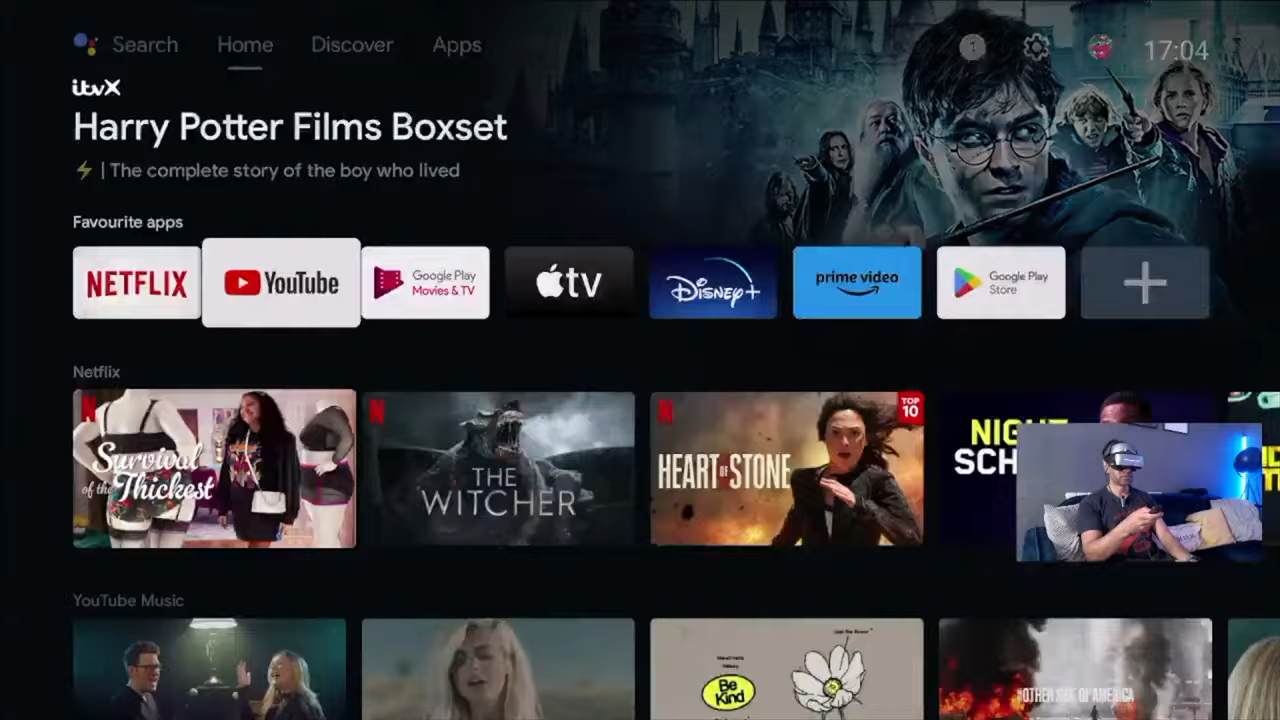 Search Home Discover Apps
1
17:04
itvX
Harry Potter Films Boxset
| The complete story of the boy who lived
Favourite apps
NETFLIX
YouTube
Google Play
Movies & TV
tv
Disney+
prime video
Google Play
Store
Netflix
N
Survival
of the Thickest
N
THE
WITCHER
N
HEART OF STONE
TOP
10
YouTube Music
Be
Kind
OTHER SIDE OF AMERICA